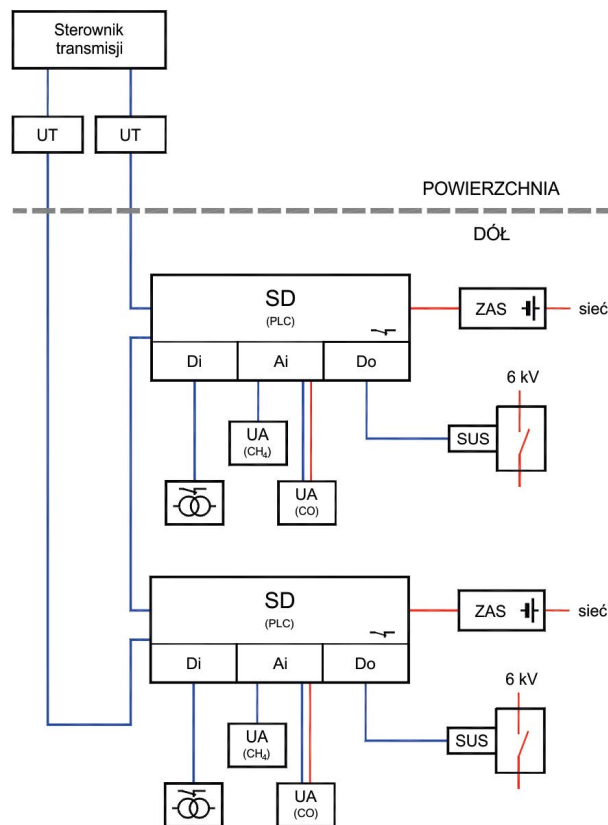 Sterownik
transmisji
UT
UT
POWIERZCHNIA
DÓŁ
SD
(PLC)
ZAS
sieć
Di
Ai
Do
6 kV
UA
(CH₄)
SUS
UA
(CO)
SD
(PLC)
ZAS
sieć
Di
Ai
Do
6 kV
UA
(CH₄)
SUS
UA
(CO)